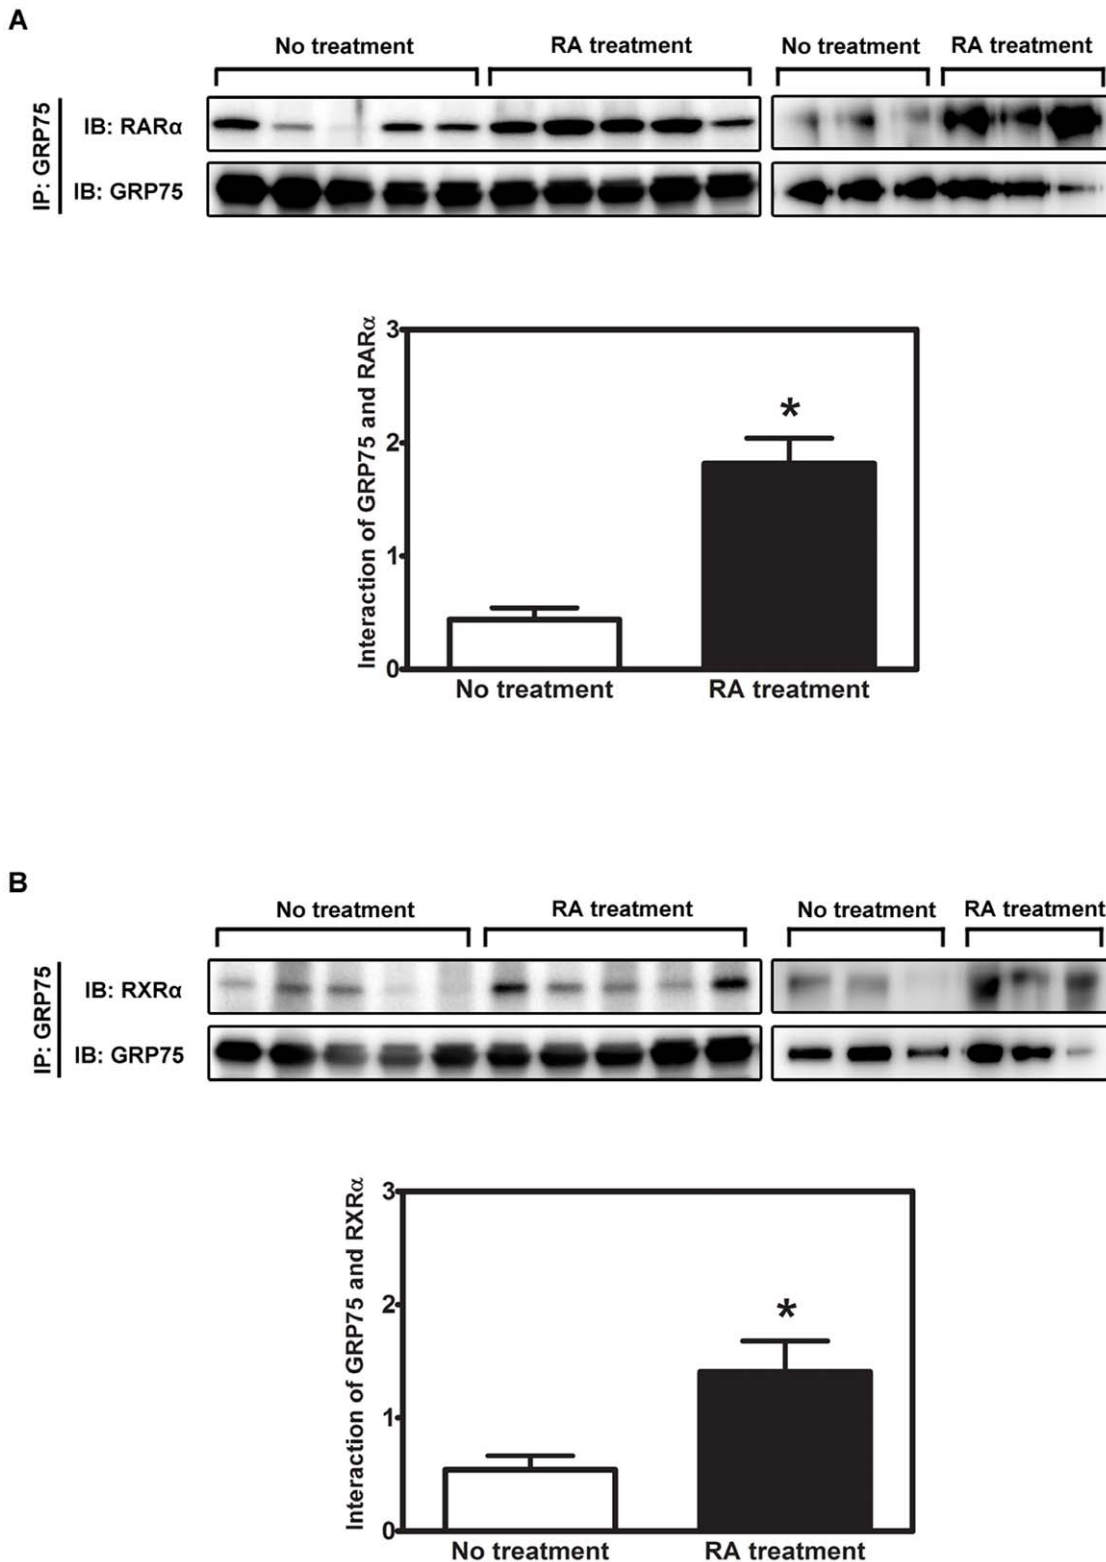 A
No treatment RA treatment No treatment RA treatment
IP: GRP75
IB: RARα
IB: GRP75
Interaction of GRP75 and RARα
3
*
2
1
0
No treatment RA treatment
B
No treatment RA treatment No treatment RA treatment
IP: GRP75
IB: RXRα
IB: GRP75
Interaction of GRP75 and RXRα
3
*
2
1
0
No treatment RA treatment